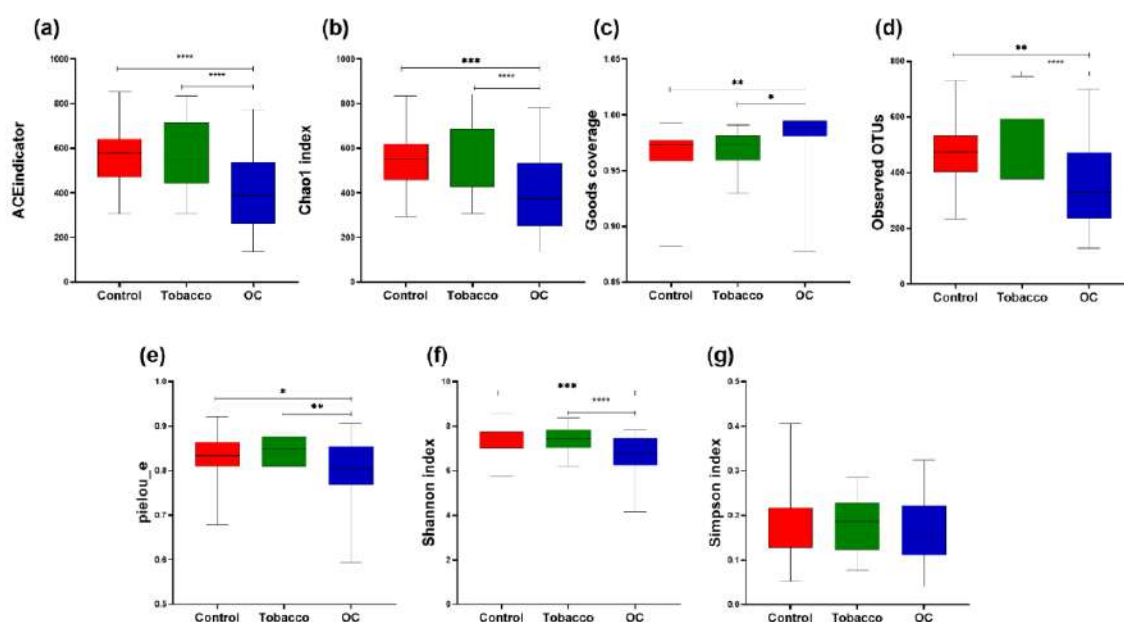 (a)
****
****
1000
800
600
400
200
0
ACEindicator
Control Tobacco OC
(b)
***
****
1000
800
600
400
200
0
Chao1 index
Control Tobacco OC
(c)
**
*
1.05
1.00
0.95
0.90
0.85
Goods coverage
Control Tobacco OC
(d)
**
****
800
600
400
200
0
Observed OTUs
Control Tobacco OC
(e)
*
**
1.0
0.9
0.8
0.7
0.6
0.5
pielou_e
Control Tobacco OC
(f)
***
****
10
8
6
4
2
0
Shannon index
Control Tobacco OC
(g)
0.5
0.4
0.3
0.2
0.1
0.0
Simpson index
Control Tobacco OC